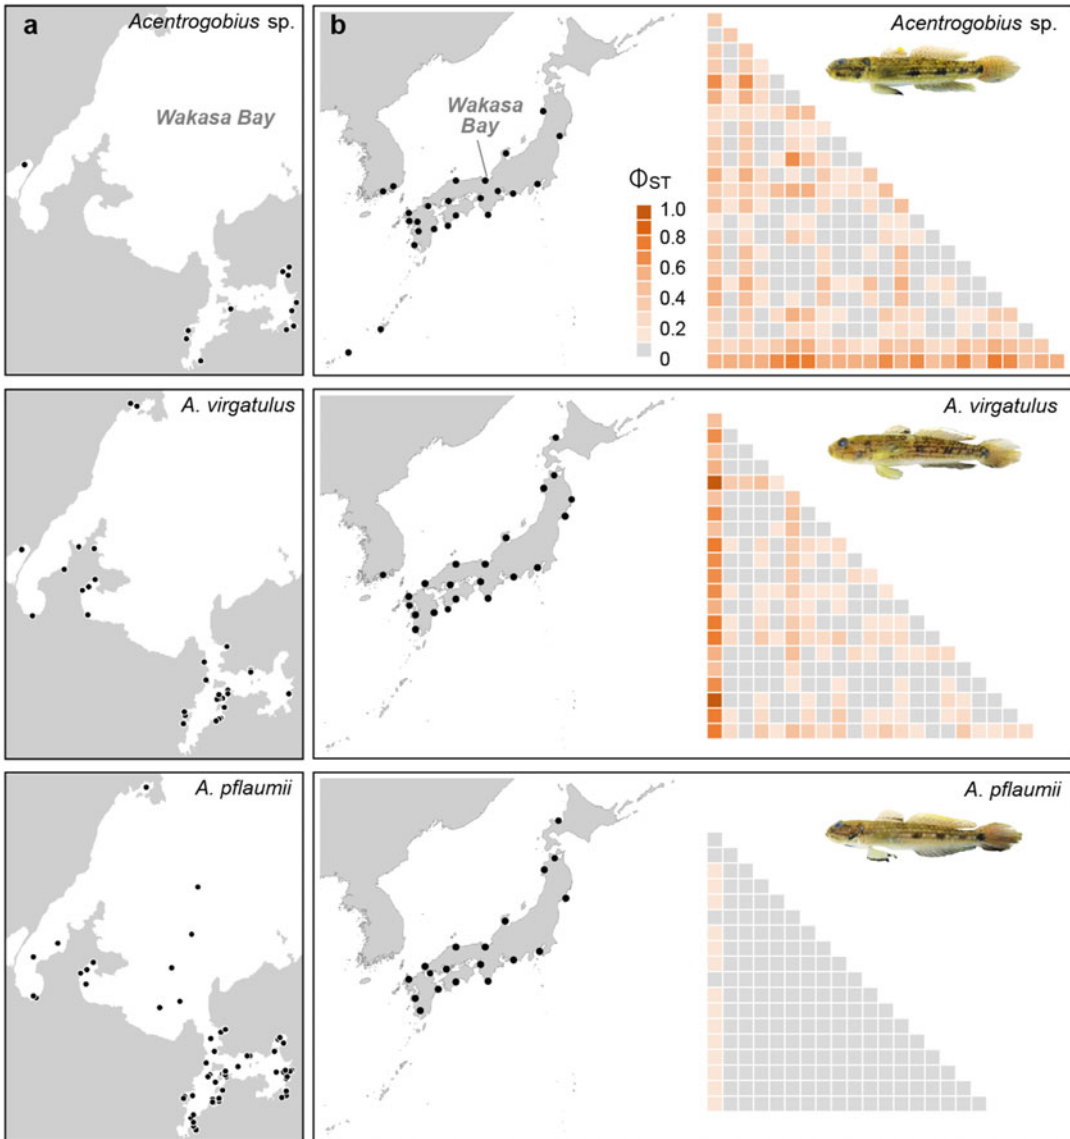 a
Acentrogobius sp.
Wakasa Bay
b
Acentrogobius sp.
Wakasa
Bay
ΦST
1.0
0.8
0.6
0.4
0.2
0
A. virgatulus
A. virgatulus
A. pflaumii
A. pflaumii